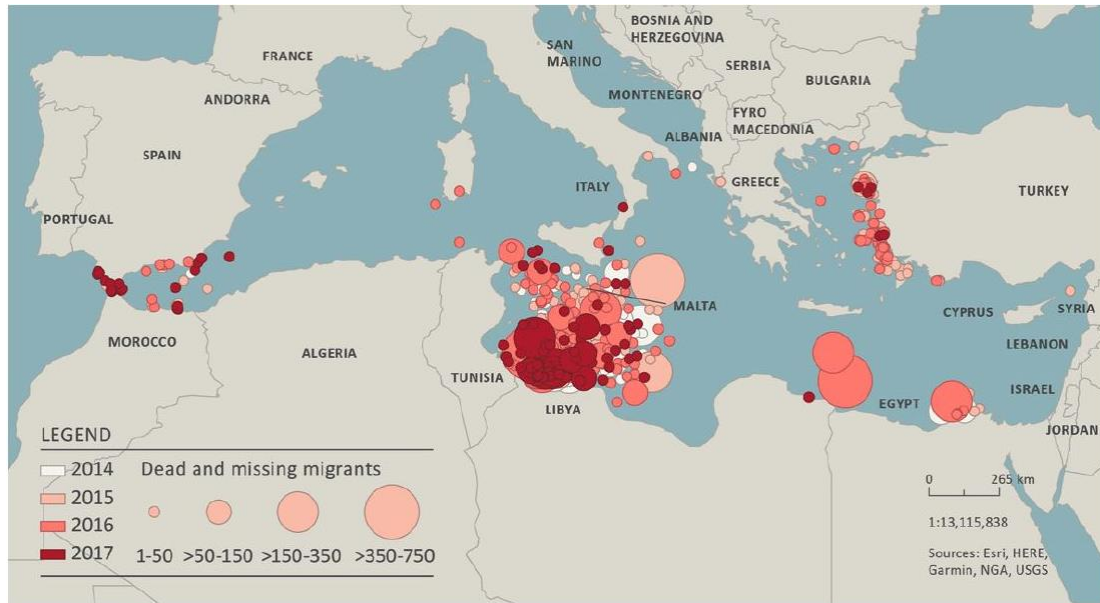 BOSNIA AND
HERZEGOVINA
SAN
MARINO
FRANCE
SERBIA
BULGARIA
ANDORRA
MONTENEGRO
FYRO
MACEDONIA
ALBANIA
SPAIN
ITALY
GREECE
TURKEY
PORTUGAL
MALTA
CYPRUS
SYRIA
MOROCCO
LEBANON
ALGERIA
TUNISIA
ISRAEL
LIBYA
EGYPT
JORDAN
LEGEND
2014
Dead and missing migrants
2015
2016
2017
1-50 >50-150 >150-350 >350-750
0 265 km
1:13,115,838
Sources: Esri, HERE,
Garmin, NGA, USGS